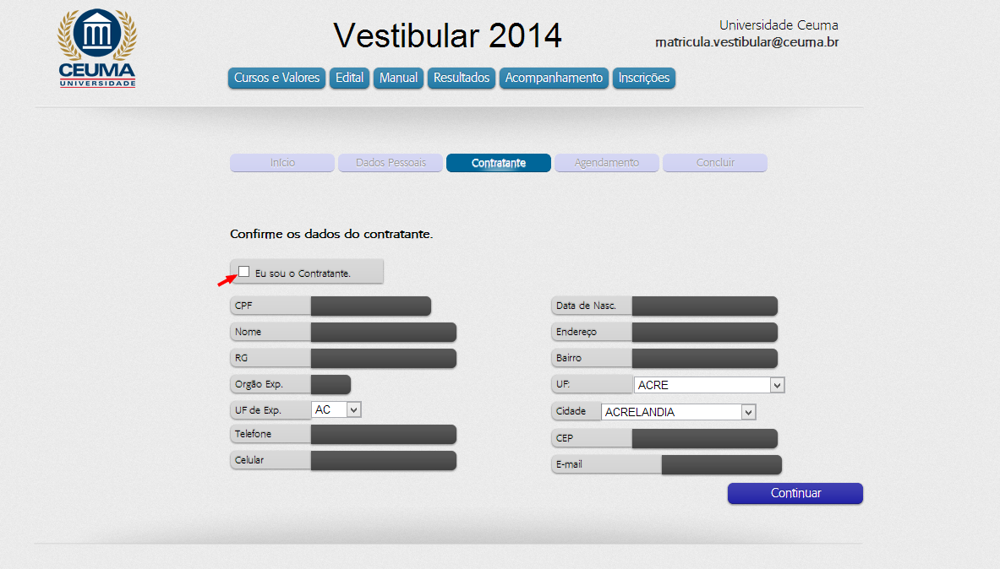 CEUMA
UNIVERSIDADE
Vestibular 2014
Universidade Ceuma
matricula.vestibular@ceuma.br
Cursos e Valores Edital Manual Resultados Acompanhamento Inscrições
Início Dados Pessoais Contratante Agendamento Concluir
Confirme os dados do contratante.
Eu sou o Contratante.
CPF
Nome
RG
Orgão Exp.
UF de Exp. AC
Telefone
Celular
Data de Nasc.
Endereço
Bairro
UF: ACRE
Cidade ACRELANDIA
CEP
E-mail
Continuar